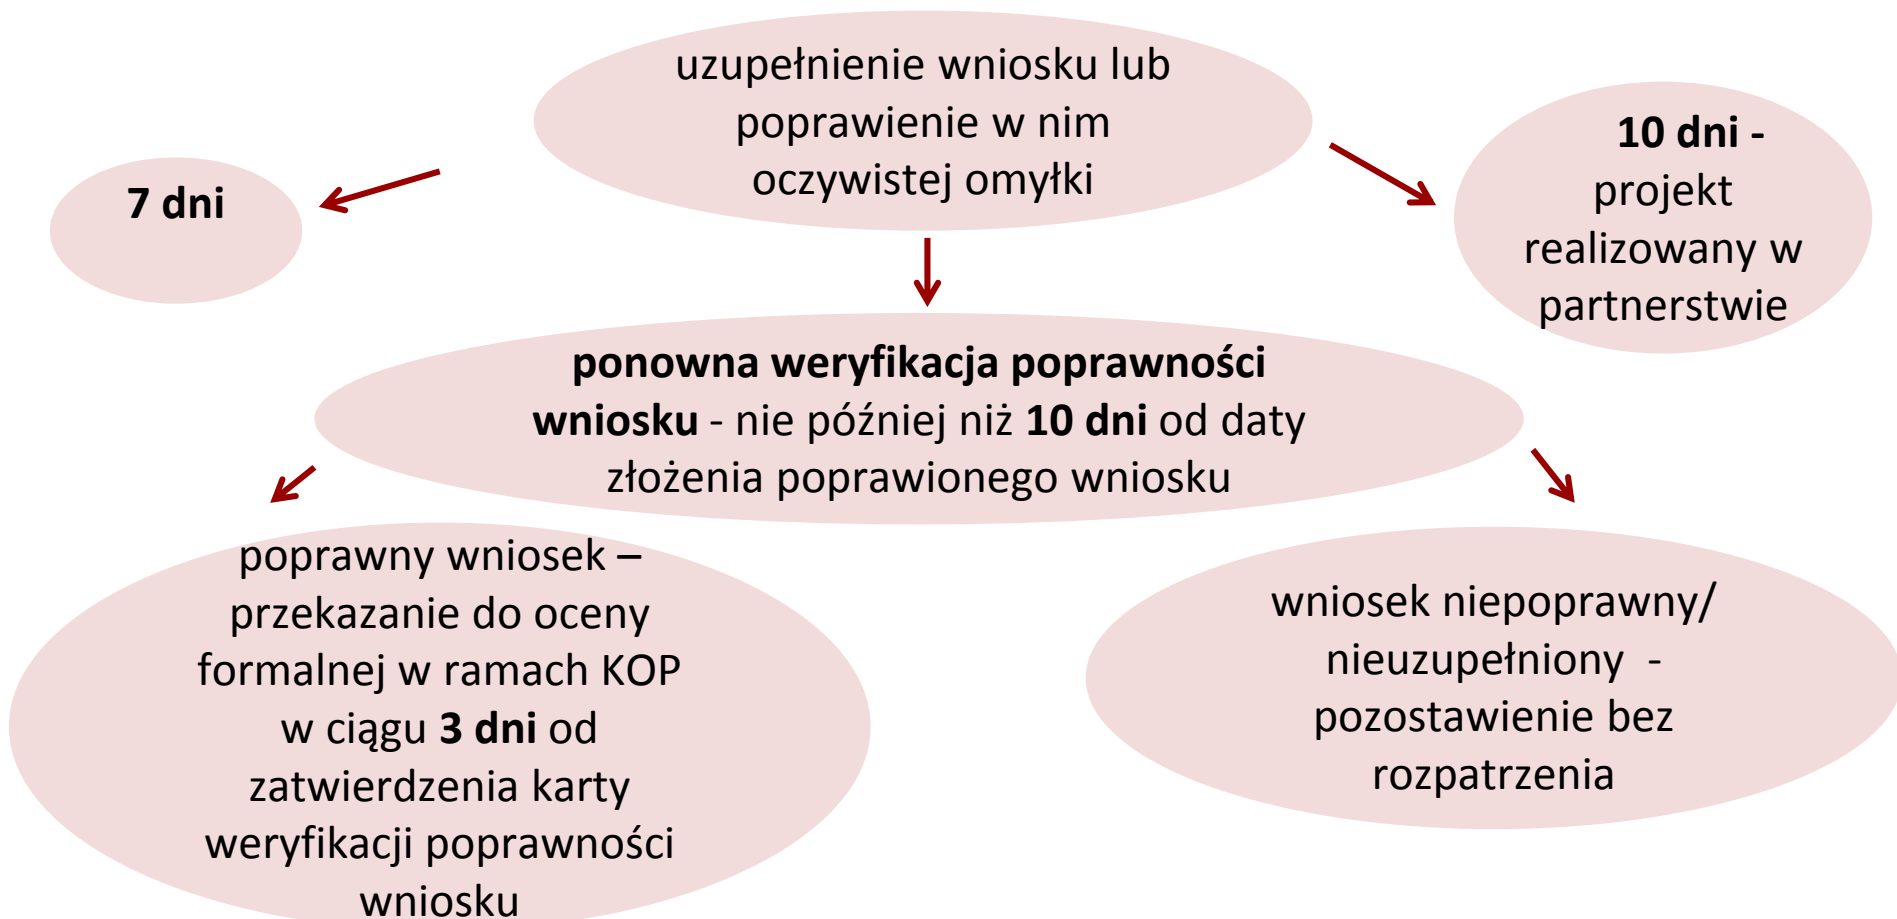 uzupełnienie wniosku lub
poprawienie w nim
oczywistej omyłki
7 dni
10 dni -
projekt
realizowany w
partnerstwie
ponowna weryfikacja poprawności
wniosku - nie później niż 10 dni od daty
złożenia poprawionego wniosku
poprawny wniosek –
przekazanie do oceny
formalnej w ramach KOP
w ciągu 3 dni od
zatwierdzenia karty
weryfikacji poprawności
wniosku
wniosek niepoprawny/
nieuzupełniony -
pozostawienie bez
rozpatrzenia